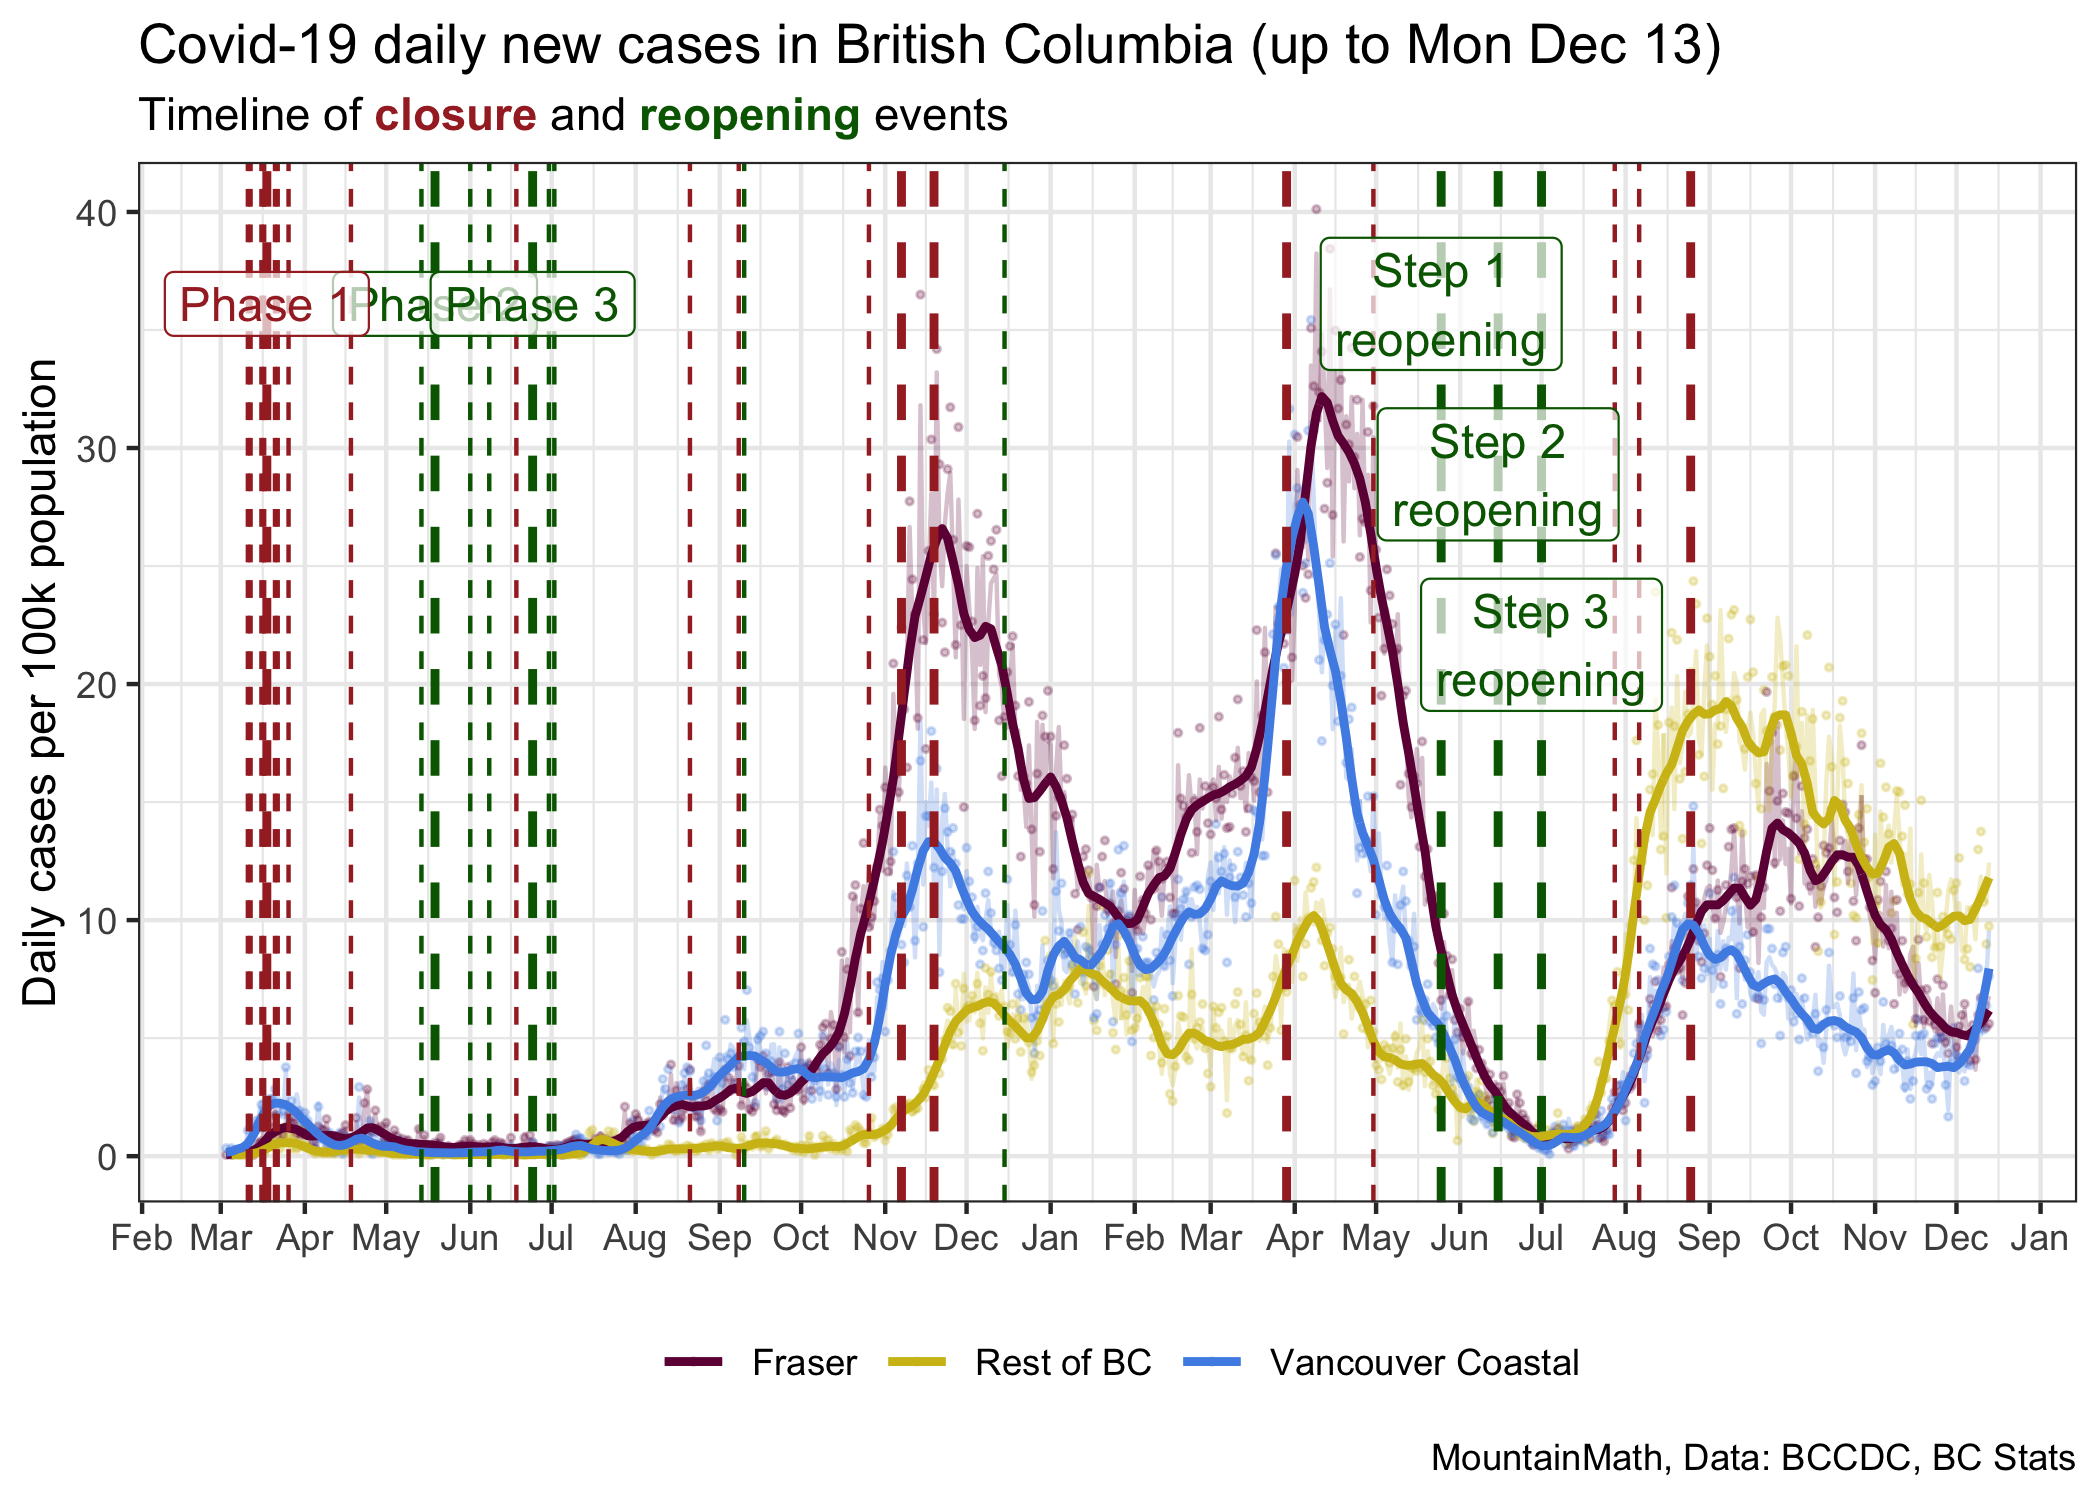 Covid-19 daily new cases in British Columbia (up to Mon Dec 13)
Timeline of closure and reopening events
Daily cases per 100k population
40
30
20
10
0
Phase 1
Phase 2
Phase 3
Step 1
reopening
Step 2
reopening
Step 3
reopening
Feb Mar Apr May Jun Jul Aug Sep Oct Nov Dec Jan Feb Mar Apr May Jun Jul Aug Sep Oct Nov Dec Jan
Fraser Rest of BC Vancouver Coastal
MountainMath, Data: BCCDC, BC Stats